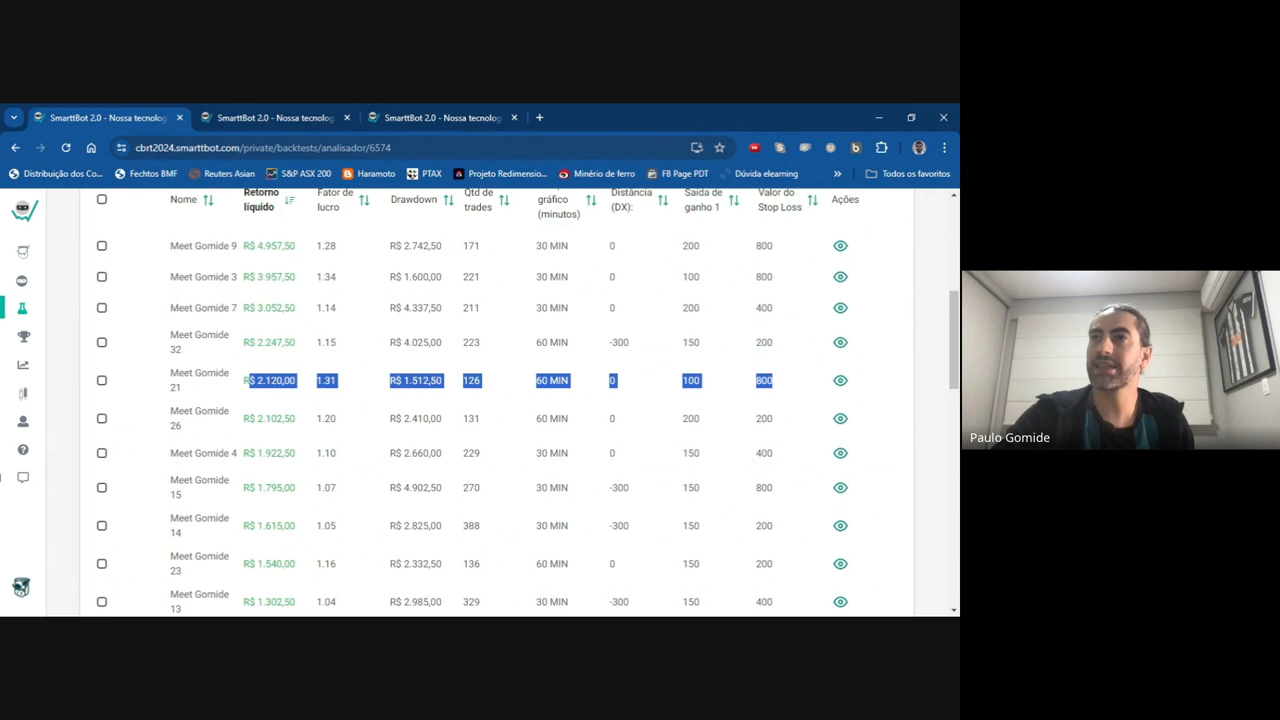 SmarttBot 2.0 - Nossa tecnolog
SmarttBot 2.0 - Nossa tecnolog
SmarttBot 2.0 - Nossa tecnolog
cbrt2024.smarttbot.com/private/backtests/analisador/6574
Distribuição dos Co...
Fechtos BMF
Reuters Asian
S&P ASX 200
Haramoto
PTAX
Projeto Redimensio...
Minério de ferro
FB Page PDT
Dúvida elearning
Todos os favoritos
Nome
Retorno
líquido
Fator de
lucro
Drawdown
Qtd de
trades
gráfico
(minutos)
Distância
(DX):
Saída de
ganho 1
Valor do
Stop Loss
Ações
Meet Gomide 9 R$ 4.957,50 1.28 R$ 2.742,50 171 30 MIN 0 200 800
Meet Gomide 3 R$ 3.957,50 1.34 R$ 1.600,00 221 30 MIN 0 100 800
Meet Gomide 7 R$ 3.052,50 1.14 R$ 4.337,50 211 30 MIN 0 200 400
Meet Gomide
32 R$ 2.247,50 1.15 R$ 4.025,00 223 60 MIN -300 150 200
Meet Gomide
21 R$ 2.120,00 1.31 R$ 1.512,50 126 60 MIN 0 100 800
Meet Gomide
26 R$ 2.102,50 1.20 R$ 2.410,00 131 60 MIN 0 200 200
Meet Gomide 4 R$ 1.922,50 1.10 R$ 2.660,00 229 30 MIN 0 150 400
Meet Gomide
15 R$ 1.795,00 1.07 R$ 4.902,50 270 30 MIN -300 150 800
Meet Gomide
14 R$ 1.615,00 1.05 R$ 2.825,00 388 30 MIN -300 150 200
Meet Gomide
23 R$ 1.540,00 1.16 R$ 2.332,50 136 60 MIN 0 150 200
Meet Gomide
13 R$ 1.302,50 1.04 R$ 2.985,00 329 30 MIN -300 150 400
Paulo Gomide